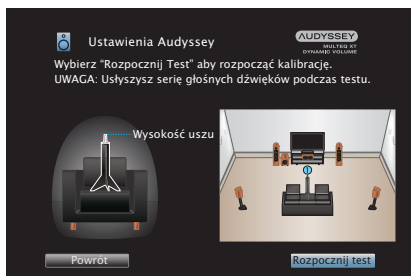 Ustawienia Audyssey
AUDYSSEY
MULTEQ XT
DYNAMIC VOLUME
Wybierz "Rozpocznij Test" aby rozpocząć kalibrację.
UWAGA: Usłyszysz serię głośnych dźwięków podczas testu.
Wysokość uszu
Powrót
Rozpocznij test